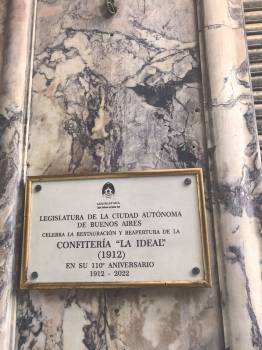 LEGISLATURA
LEGISLATURA DE LA CIUDAD AUTÓNOMA
DE BUENOS AIRES
CELEBRA LA RESTAURACIÓN Y REAPERTURA DE LA
CONFITERÍA "LA IDEAL"
(1912)
EN SU 110º ANIVERSARIO
1912 - 2022